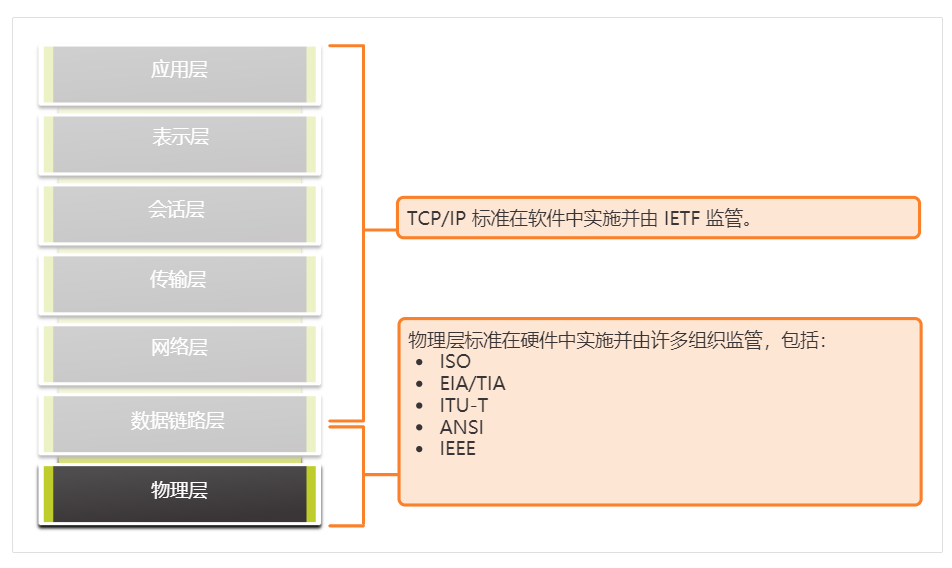 应用层
表示层
会话层
传输层
网络层
数据链路层
物理层
TCP/IP 标准在软件中实施并由 IETF 监管。
物理层标准在硬件中实施并由许多组织监管，包括：
• ISO
• EIA/TIA
• ITU-T
• ANSI
• IEEE